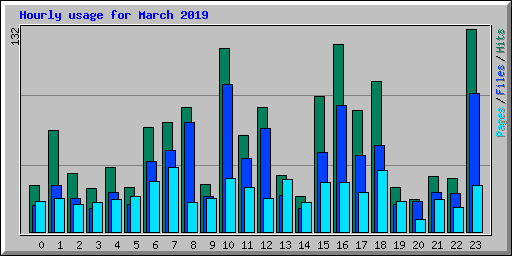 Hourly usage for March 2019
132
Pages/Files/Hits
0 1 2 3 4 5 6 7 8 9 10 11 12 13 14 15 16 17 18 19 20 21 22 23